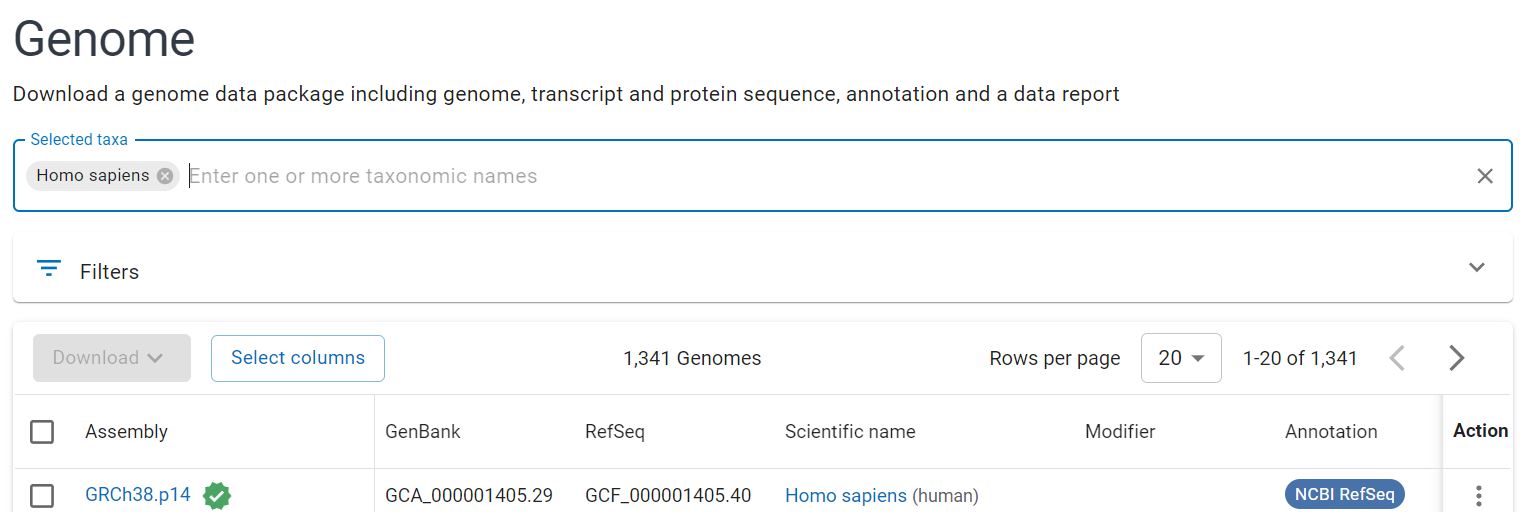 Genome
Download a genome data package including genome, transcript and protein sequence, annotation and a data report
Selected taxa
Homo sapiens Enter one or more taxonomic names
Filters
Download Select columns 1,341 Genomes Rows per page 20 1-20 of 1,341
Assembly GenBank RefSeq Scientific name Modifier Annotation Action
GRCh38.p14 GCA_000001405.29 GCF_000001405.40 Homo sapiens (human) NCBI RefSeq